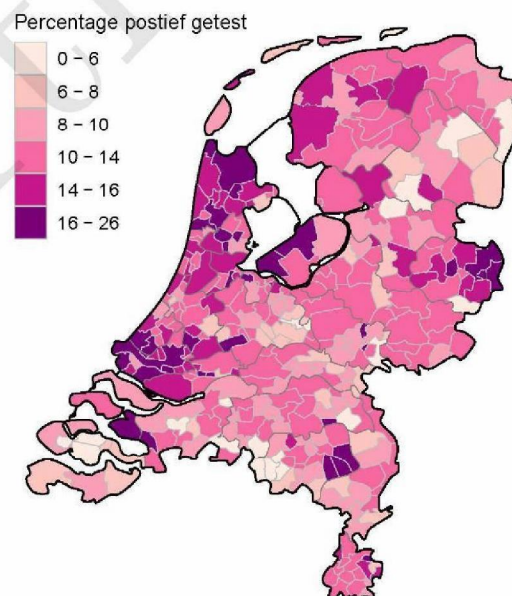 Percentage postief getest
0 – 6
6 – 8
8 – 10
10 – 14
14 – 16
16 – 26